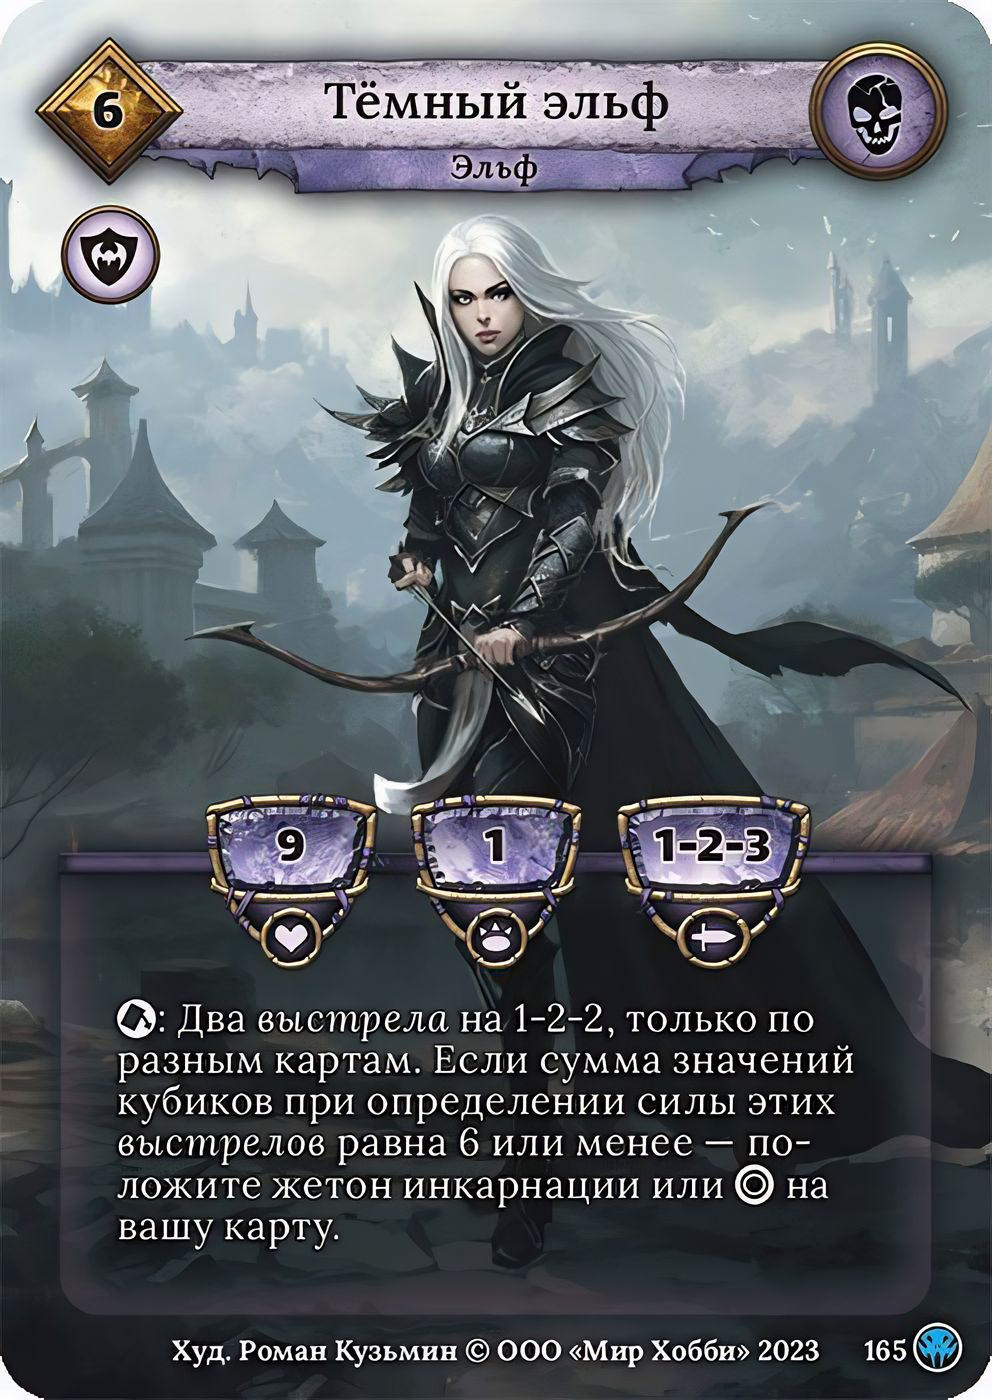 6
Тёмный эльф
Эльф
9
1
1-2-3
: Два выстрела на 1-2-2, только по
разным картам. Если сумма значений
кубиков при определении силы этих
выстрелов равна 6 или менее — по-
ложите жетон инкарнации или на
вашу карту.
Худ. Роман Кузьмин © ООО «Мир Хобби» 2023
165